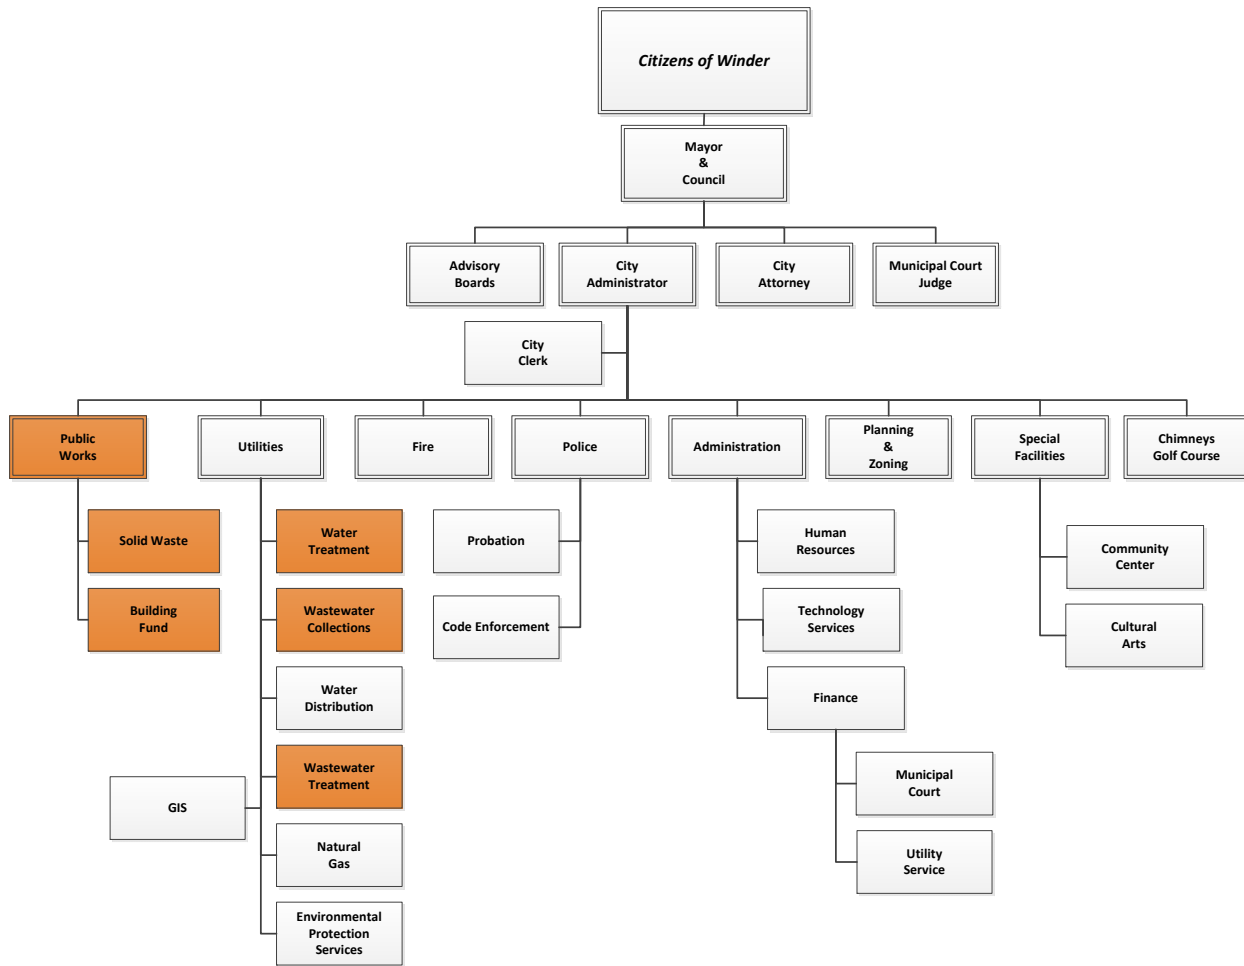 Citizens of Winder
Mayor
&
Council
Advisory
Boards
City
Administrator
City
Attorney
Municipal Court
Judge
City
Clerk
Public
Works
Utilities
Fire
Police
Administration
Planning
&
Zoning
Special
Facilities
Chimneys
Golf Course
Solid Waste
Building
Fund
Water
Treatment
Wastewater
Collections
Water
Distribution
Wastewater
Treatment
GIS
Natural
Gas
Environmental
Protection
Services
Probation
Code Enforcement
Human
Resources
Technology
Services
Finance
Municipal
Court
Utility
Service
Community
Center
Cultural
Arts